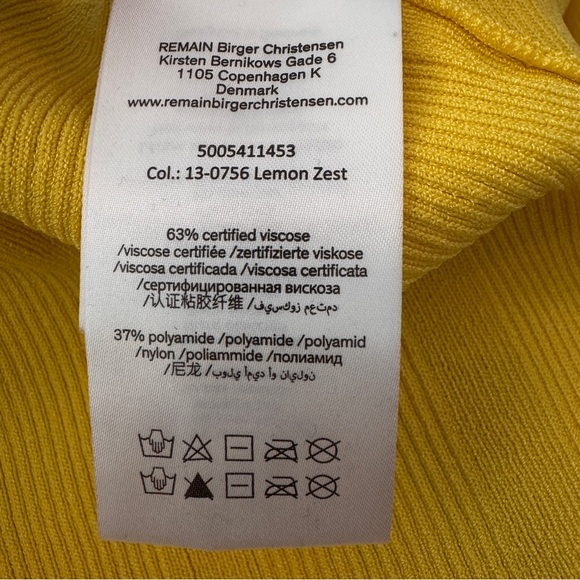 REMAIN Birger Christensen
Kirsten Bernikows Gade 6
1105 Copenhagen K
Denmark
www.remainbirgerchristensen.com
5005411453
Col.: 13-0756 Lemon Zest
63% certified viscose
/viscose certifiée /zertifizierte viskose
/viscosa certificada /viscosa certificata
/сертифицированная вискоза
/认证粘胶纤维 /فيسكوز معتمد
37% polyamide /polyamide /polyamid
/nylon /poliammide /полиамид
/尼龙 /بولي أميد أو نايلون